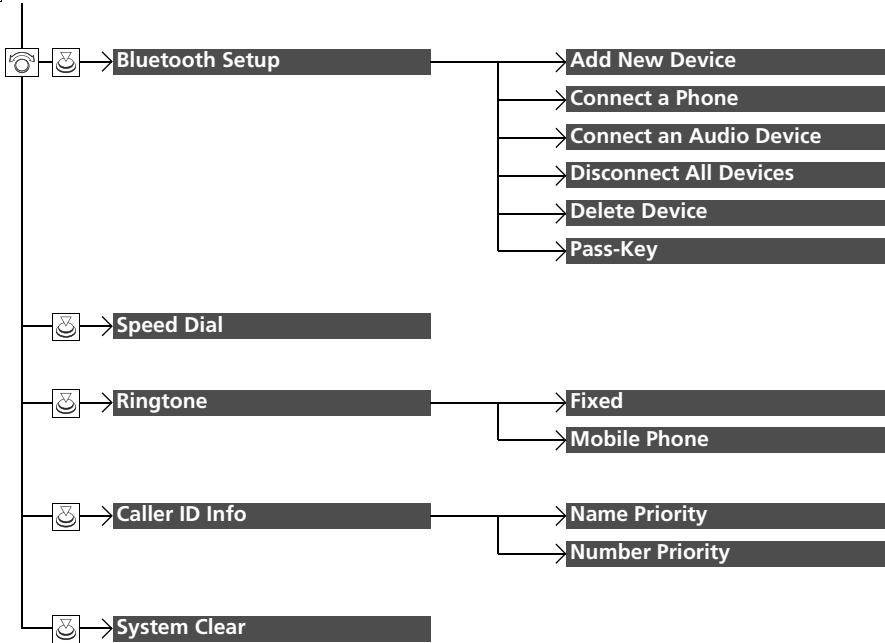 Bluetooth Setup
Add New Device
Connect a Phone
Connect an Audio Device
Disconnect All Devices
Delete Device
Pass-Key
Speed Dial
Ringtone
Fixed
Mobile Phone
Caller ID Info
Name Priority
Number Priority
System Clear